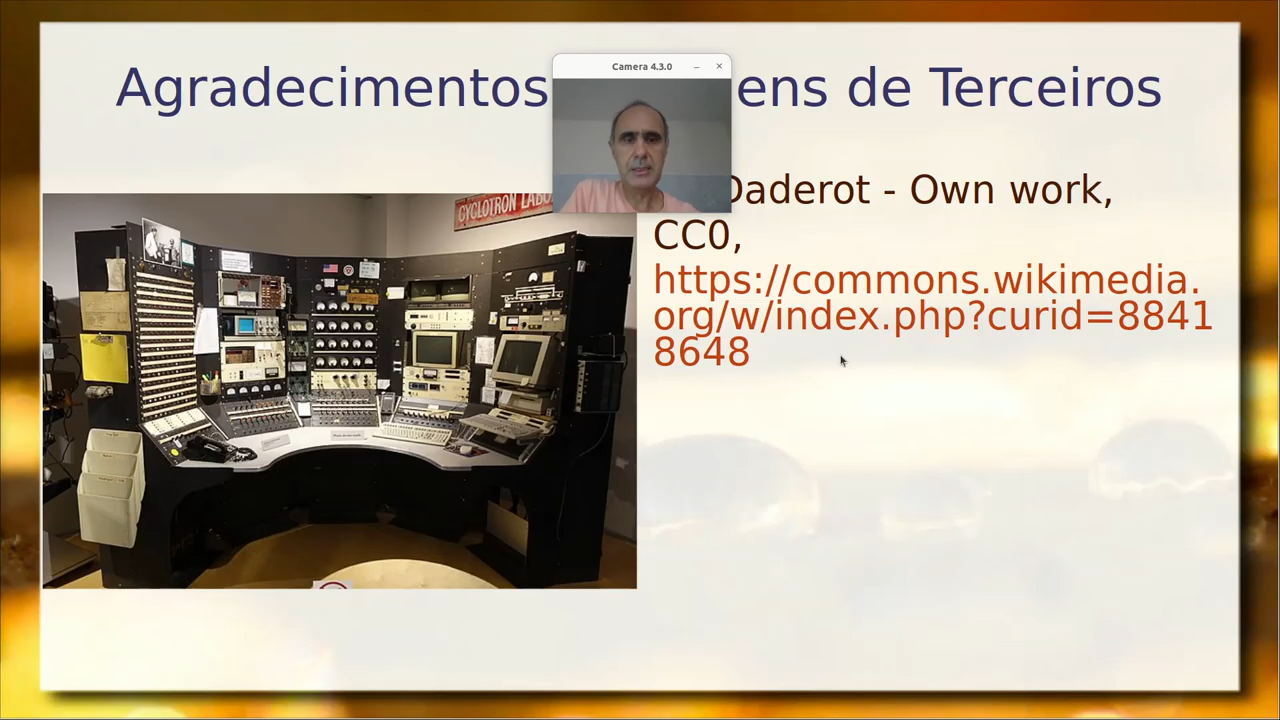 Camera 4.3.0
Agradecimentos
ens de Terceiros
CYCLOTRON
Daderot - Own work,
CC0,
https://commons.wikimedia.
org/w/index.php?curid=8841
8648